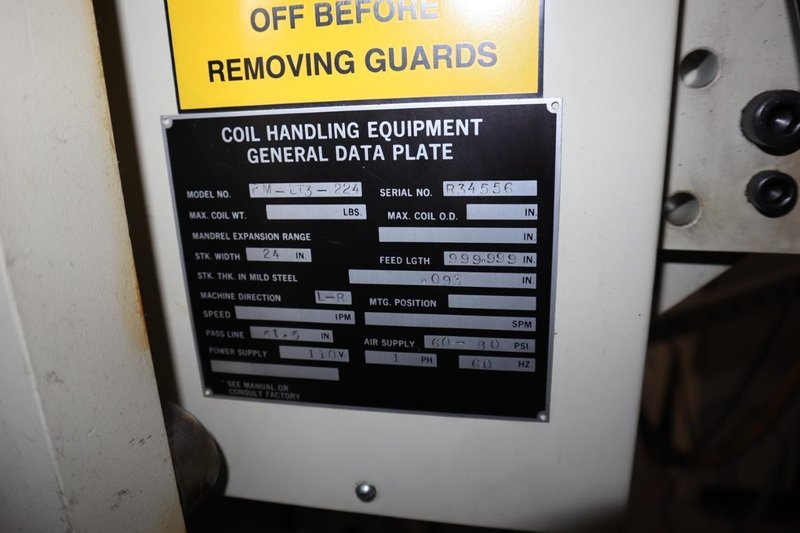 OFF BEFORE
REMOVING GUARDS
COIL HANDLING EQUIPMENT
GENERAL DATA PLATE
MODEL NO. SERIAL NO. R34556
MAX. COIL WT. LBS. MAX. COIL O.D. IN.
MANDREL EXPANSION RANGE IN.
STK. WIDTH 24 IN. FEED LGTH 999.999 IN.
STK. THK. IN MILD STEEL .093 IN.
MACHINE DIRECTION L-R MTG. POSITION
SPEED IPM SPM
PASS LINE 51.5 IN. AIR SUPPLY 60-80 PSI.
POWER SUPPLY 110 V. 1 PH 60 HZ
SEE MANUAL OR
CONSULT FACTORY